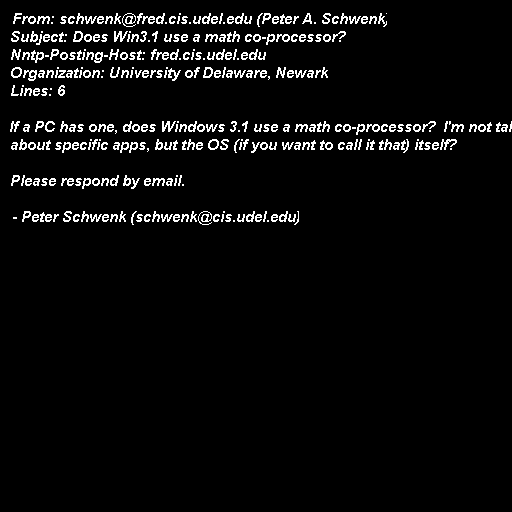 From: schwenk@fred.cis.udel.edu (Peter A. Schwenk)
Subject: Does Win3.1 use a math co-processor?
Nntp-Posting-Host: fred.cis.udel.edu
Organization: University of Delaware, Newark
Lines: 6

If a PC has one, does Windows 3.1 use a math co-processor?  I'm not tal
about specific apps, but the OS (if you want to call it that) itself?

Please respond by email.

- Peter Schwenk (schwenk@cis.udel.edu)